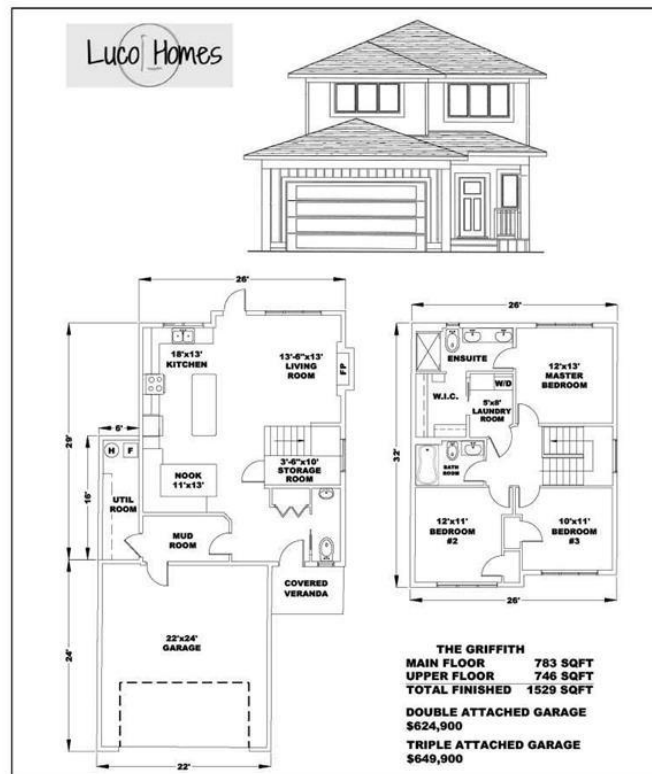 Luco Homes
26'
18'x13'
KITCHEN
13'-6"x13'
LIVING
ROOM
FP
29'
6'
H
F
16'
UTIL
ROOM
NOOK
11'x13'
3'-6"x10'
STORAGE
ROOM
MUD
ROOM
COVERED
VERANDA
24'
22'x24'
GARAGE
22'
26'
ENSUITE
12'x13'
MASTER
BEDROOM
W.I.C.
W/D
5'x8'
LAUNDRY
ROOM
32'
BATH
ROOM
12'x11'
BEDROOM
#2
10'x11'
BEDROOM
#3
26'
THE GRIFFITH
MAIN FLOOR 783 SQFT
UPPER FLOOR 746 SQFT
TOTAL FINISHED 1529 SQFT
DOUBLE ATTACHED GARAGE
$624,900
TRIPLE ATTACHED GARAGE
$649,900